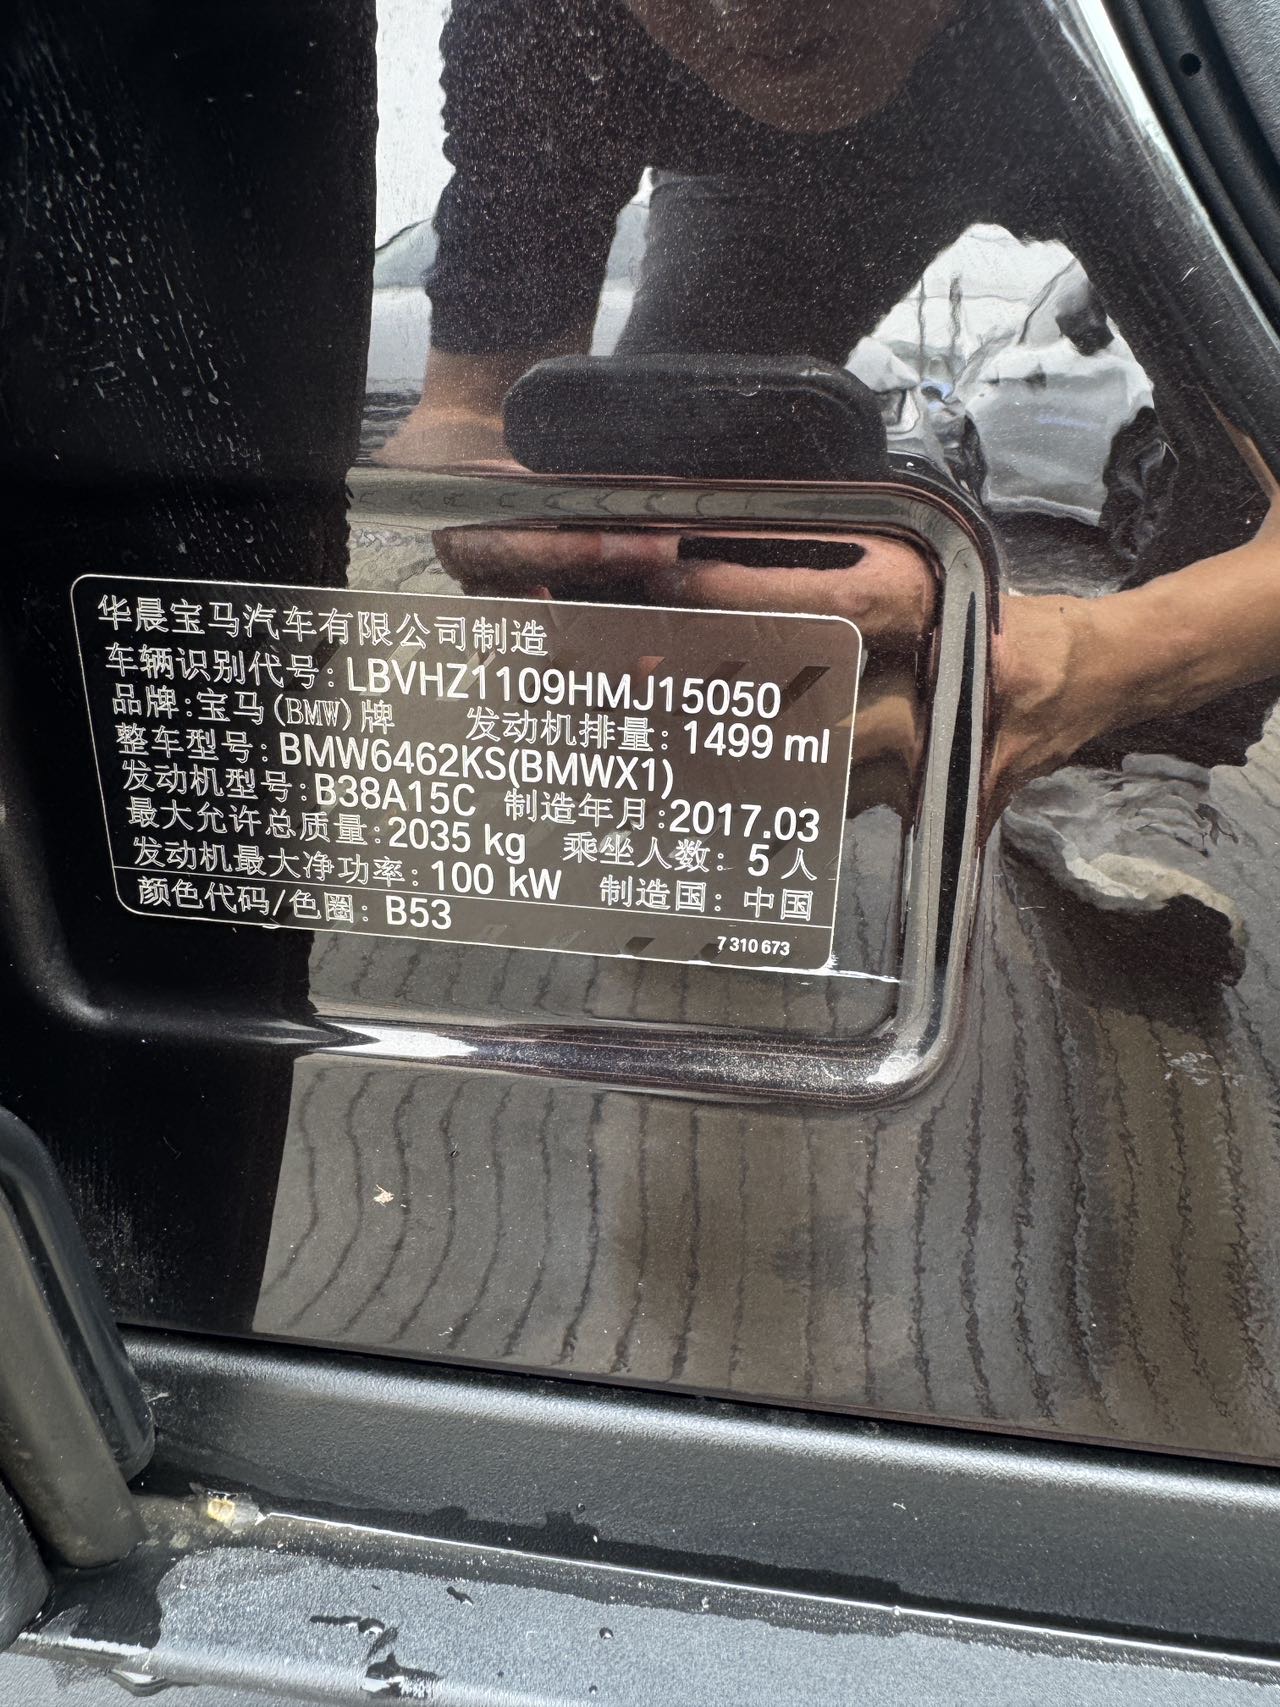 华晨宝马汽车有限公司制造
车辆识别代号: LBVHZ1109HMJ15050
品牌:宝马(BMW)牌 发动机排量: 1499 ml
整车型号: BMW6462KS(BMWX1)
发动机型号: B38A15C 制造年月:2017.03
最大允许总质量: 2035 kg 乘坐人数: 5 人
发动机最大净功率: 100 kW 制造国: 中国
颜色代码/色圈: B53
7 310 673